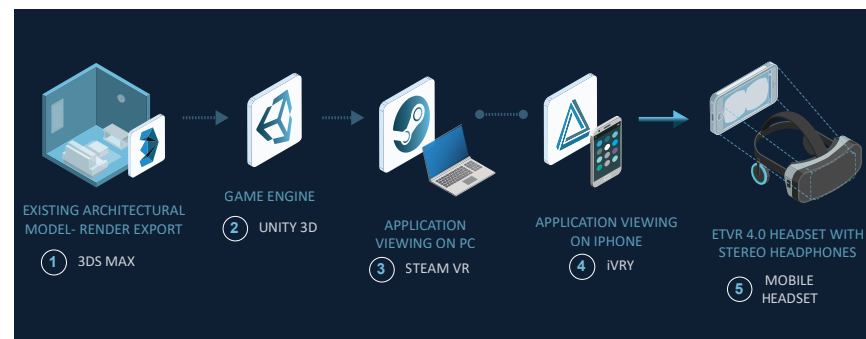 EXISTING ARCHITECTURAL
MODEL- RENDER EXPORT
1 3DS MAX
GAME ENGINE
2 UNITY 3D
APPLICATION
VIEWING ON PC
3 STEAM VR
APPLICATION VIEWING
ON IPHONE
4 iVRY
ETVR 4.0 HEADSET WITH
STEREO HEADPHONES
5 MOBILE
HEADSET